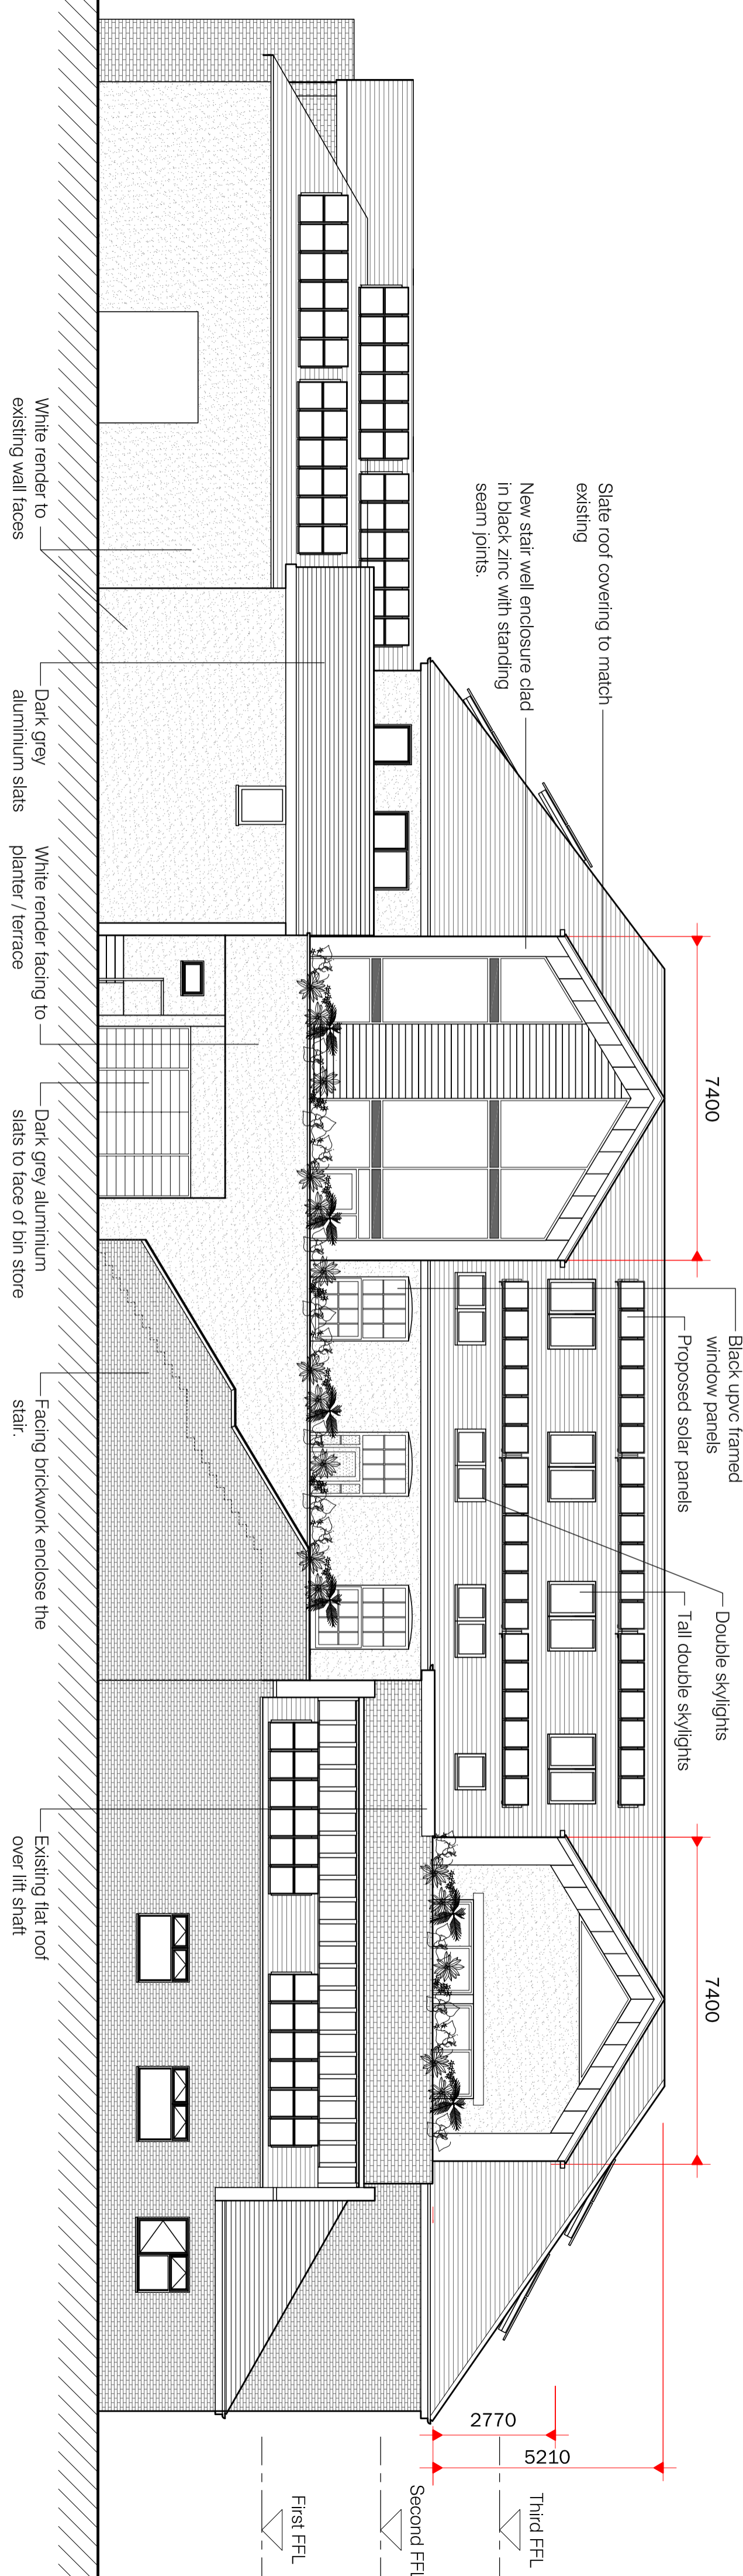 Slate roof covering to match
existing
New stair well enclosure clad
in black zinc with standing
seam joints.
7400
Black upvc framed
window panels
Proposed solar panels
Double skylights
Tall double skylights
7400
2770
5210
Third FFL
Second FFL
First FFL
White render to
existing wall faces
Dark grey
aluminium slats
White render facing to
planter / terrace
Dark grey aluminium
slats to face of bin store
Facing brickwork enclose the
stair.
Existing flat roof
over lift shaft